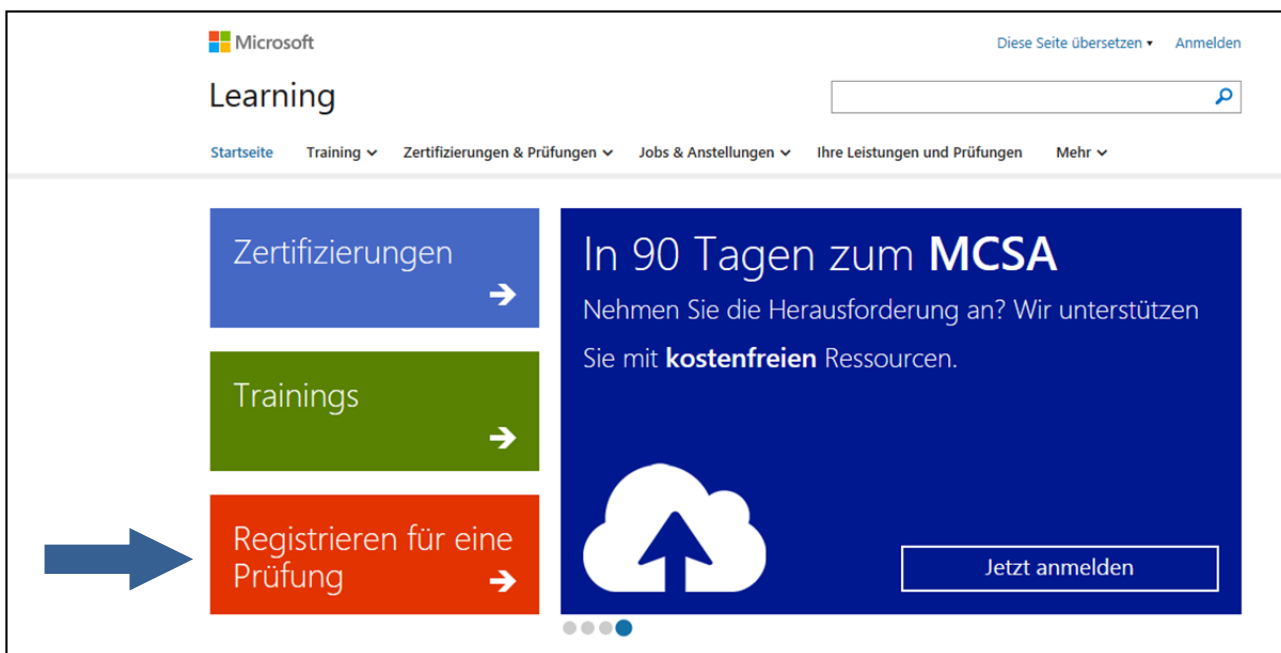 Microsoft
Diese Seite übersetzen Anmelden
Learning
Startseite Training Zertifizierungen & Prüfungen Jobs & Anstellungen Ihre Leistungen und Prüfungen Mehr
Zertifizierungen
Trainings
Registrieren für eine
Prüfung
In 90 Tagen zum MCSA
Nehmen Sie die Herausforderung an? Wir unterstützen
Sie mit kostenfreien Ressourcen.
Jetzt anmelden